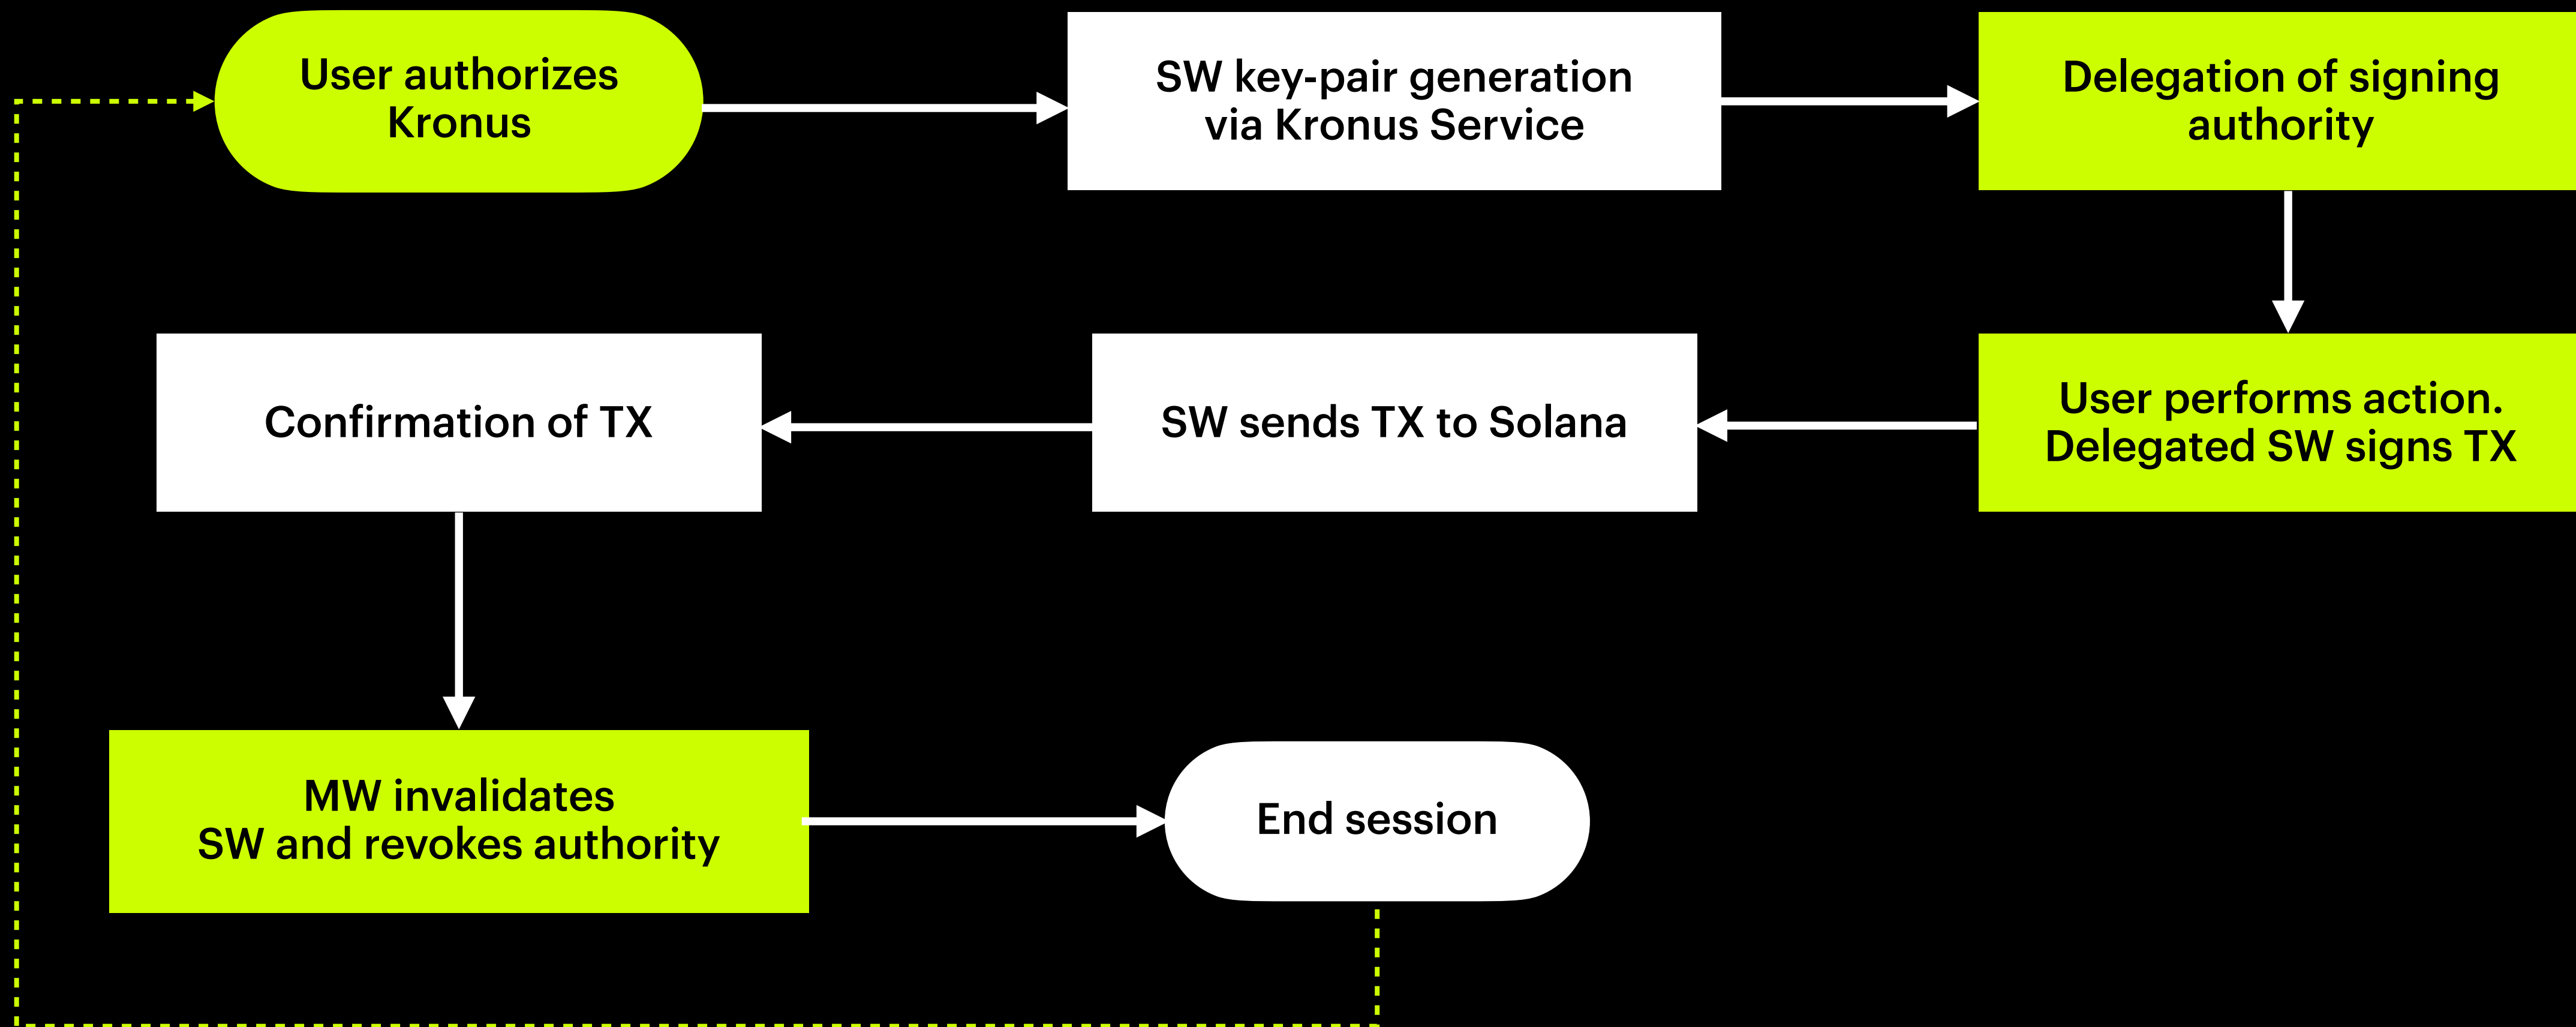 User authorizes
Kronus
SW key-pair generation
via Kronus Service
Delegation of signing
authority
Confirmation of TX
SW sends TX to Solana
User performs action.
Delegated SW signs TX
MW invalidates
SW and revokes authority
End session